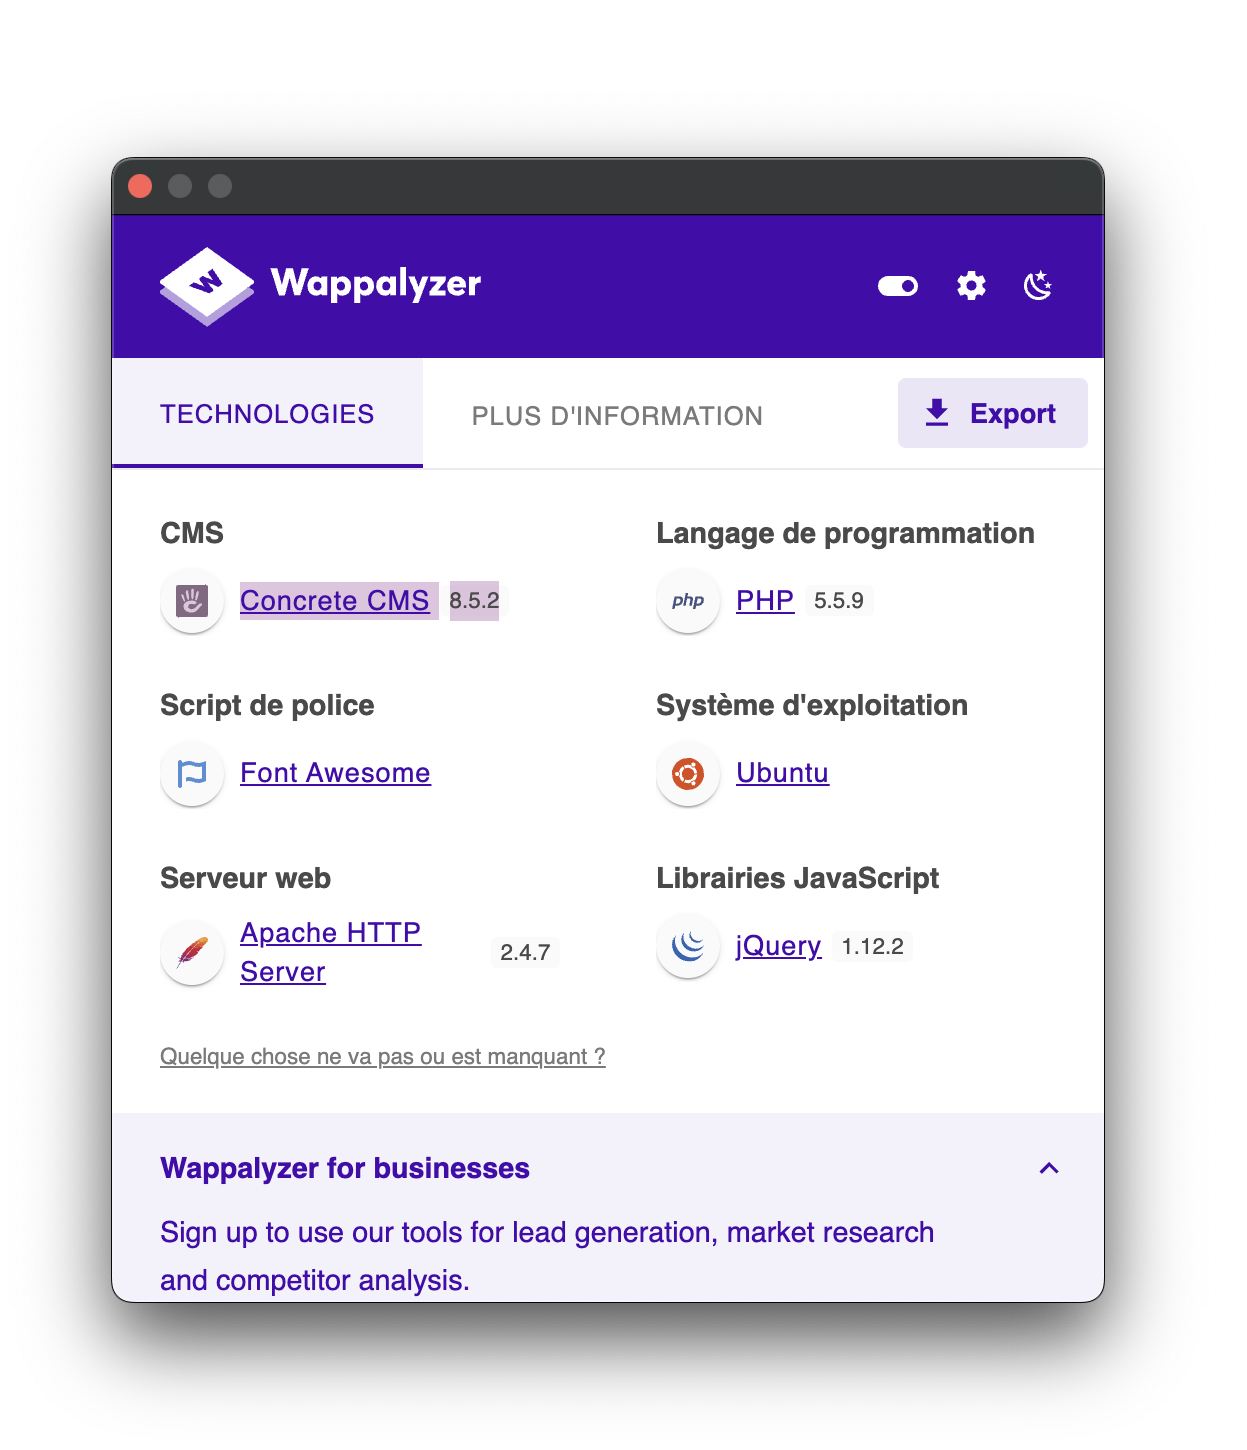 Wappalyzer
TECHNOLOGIES
PLUS D'INFORMATION
Export
CMS
Concrete CMS 8.5.2
Langage de programmation
php PHP 5.5.9
Script de police
Font Awesome
Système d'exploitation
Ubuntu
Serveur web
Apache HTTP
Server
2.4.7
Librairies JavaScript
jQuery 1.12.2
Quelque chose ne va pas ou est manquant ?
Wappalyzer for businesses
Sign up to use our tools for lead generation, market research
and competitor analysis.